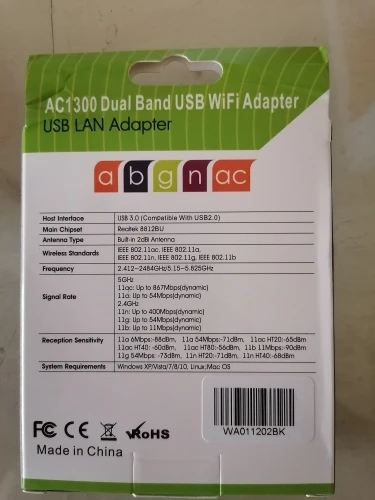 AC1300 Dual Band USB WiFi Adapter
USB LAN Adapter
a b g n ac
Host Interface USB 3.0 (Compatible With USB2.0)
Main Chipset Realtek 8812BU
Antenna Type Built-in 2dBi Antenna
Wireless Standards IEEE 802.11ac, IEEE 802.11a,
IEEE 802.11n, IEEE 802.11g, IEEE 802.11b
Frequency 2.412-2484GHz/5.15-5.825GHz
Signal Rate 5GHz
11ac: Up to 867Mbps(dynamic)
11a: Up to 54Mbps(dynamic)
2.4GHz
11n: Up to 400Mbps(dynamic)
11g: Up to 54Mbps(dynamic)
11b: Up to 11Mbps(dynamic)
Reception Sensitivity 11a 6Mbps:-88dBm, 11a 54Mbps:-71dBm, 11ac HT20:-65dBm
11ac HT40: -60dBm, 11ac HT80:-56dBm, 11b 11Mbps:-90dBm
11g 54Mbps: -73dBm, 11n HT20:-71dBm, 11n HT40:-68dBm
System Requirements Windows XP/Vista/7/8/10, Linux;Mac OS
FC CE RoHS
WA011202BK
Made in China